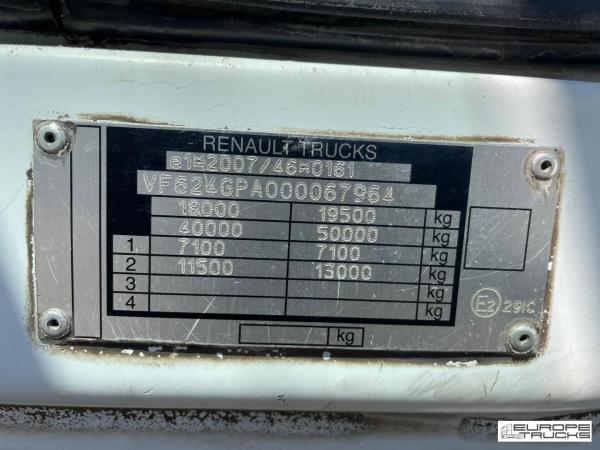 RENAULT TRUCKS
e1*2007/46*0161
VF624GPA000067964
18000 19500 kg
40000 50000 kg
1 7100 7100 kg
2 11500 13000 kg
3 kg
4 kg
kg
E2 291C
EUROPE
TRUCKS